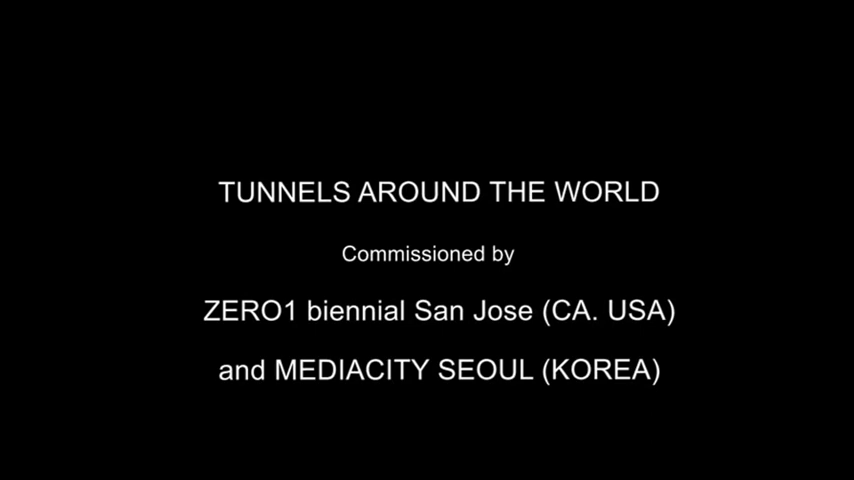 TUNNELS AROUND THE WORLD
Commissioned by
ZERO1 biennial San Jose (CA. USA)
and MEDIACITY SEOUL (KOREA)